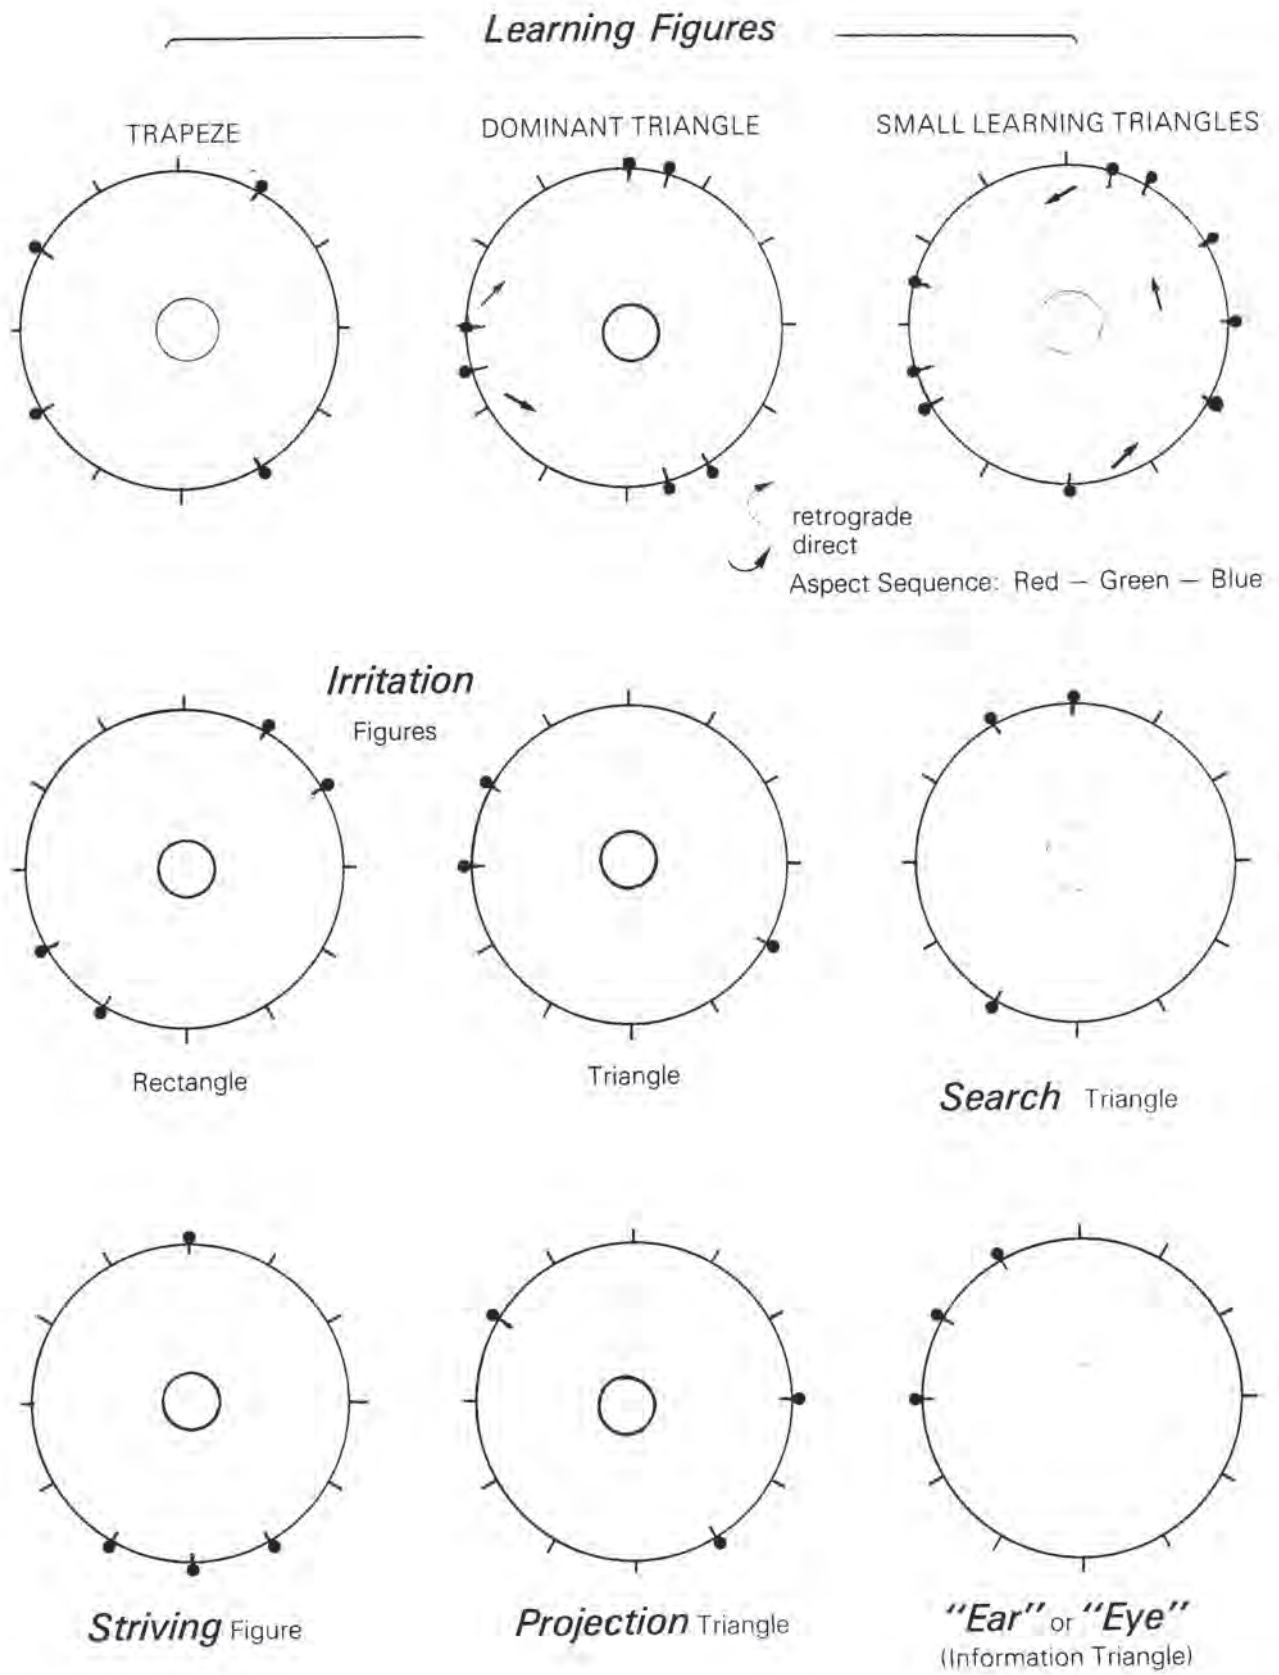 Learning Figures
TRAPEZE
DOMINANT TRIANGLE
SMALL LEARNING TRIANGLES
retrograde
direct
Aspect Sequence: Red – Green – Blue
Irritation
Figures
Rectangle
Triangle
Search Triangle
Striving Figure
Projection Triangle
"Ear" or "Eye"
(Information Triangle)